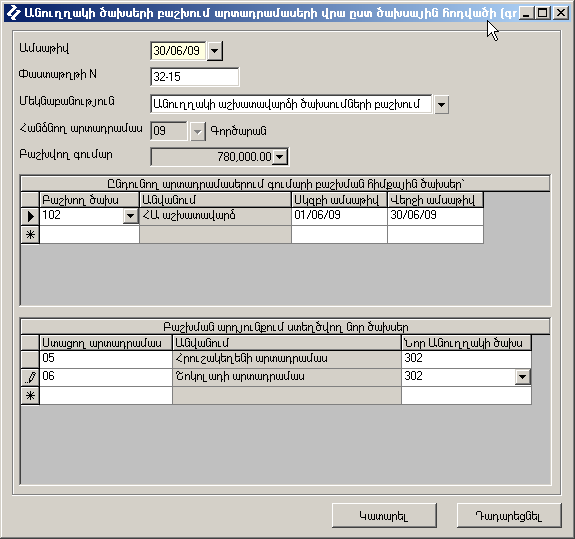 Անուղղակի ծախսերի բաշխում արտադրամասերի վրա ըստ ծախսային հոդվածի (գր
Ամսաթիվ 30/06/09
Փաստաթղթի N 32-15
Մեկնաբանություն Անուղղակի աշխատավարձի ծախսումների բաշխում
Հանձնող արտադրամաս 09 Գործարան
Բաշխվող գումար 780,000.00
Ընդունող արտադրամասերում գումարի բաշխման հիմքային ծախսեր՝
Բաշխող ծախս Անվանում Սկզբի ամսաթիվ Վերջի ամսաթիվ
102 ՀԱ աշխատավարձ 01/06/09 30/06/09
Բաշխման արդյունքում ստեղծվող նոր ծախսեր
Ստացող արտադրամաս Անվանում Նոր Անուղղակի ծախս
05 Հրուշակեղենի արտադրամաս 302
06 Շոկոլադի արտադրամաս 302
Կատարել Դադարեցնել